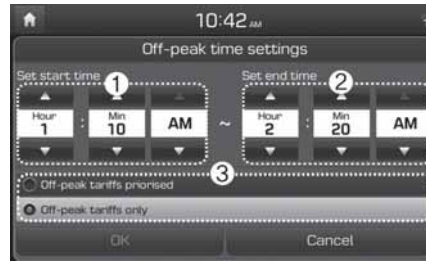 10:42 AM
Off-peak time settings
Set start time 1 Set end time 2
Hour Min Hour Min
1 : 10 AM ~ 2 : 20 AM
3
Off-peak tariffs priorised
Off-peak tariffs only
OK Cancel